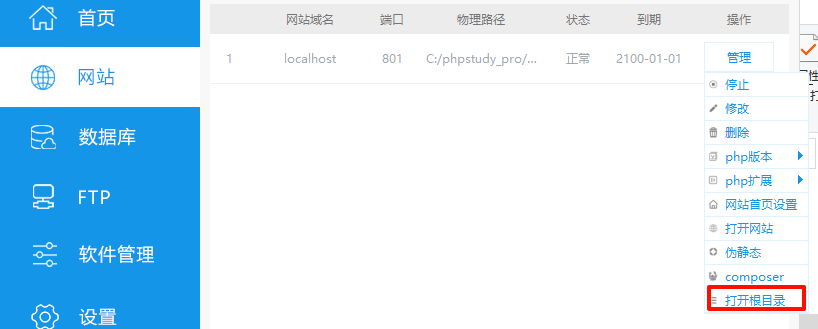 首页
网站
数据库
FTP
软件管理
设置
网站域名 端口 物理路径 状态 到期 操作
1 localhost 801 C:/phpstudy_pro/... 正常 2100-01-01 管理
停止
修改
删除
php版本
php扩展
网站首页设置
打开网站
伪静态
composer
打开根目录
打